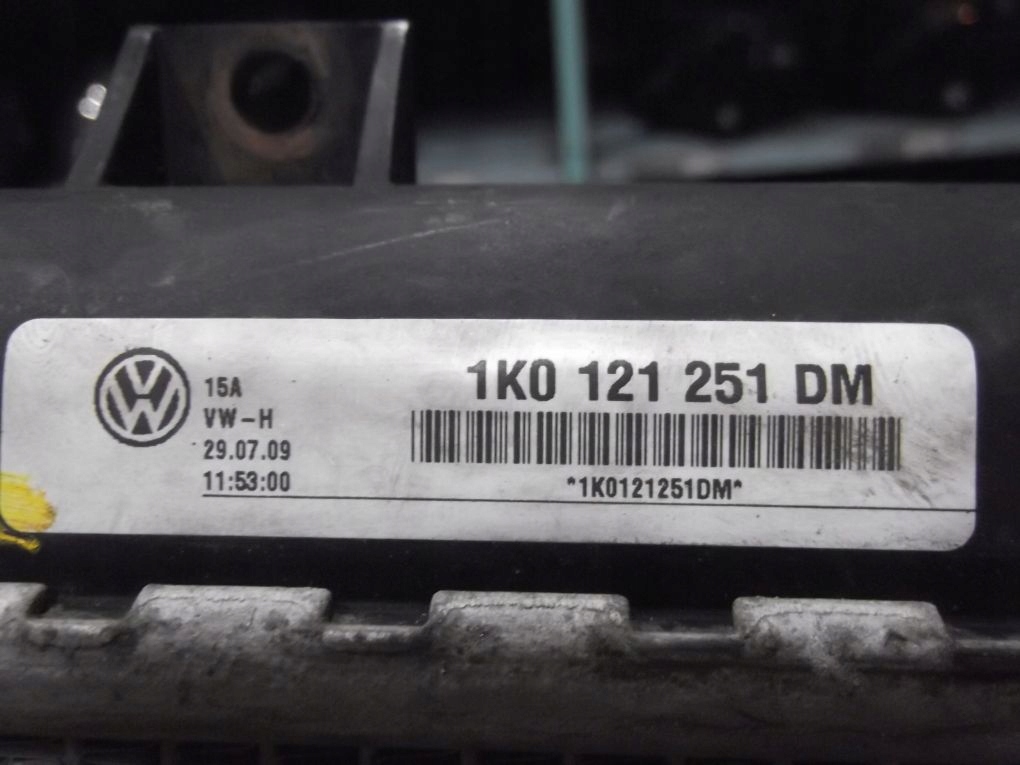 1K0 121 251 DM
15A
VW-H
29.07.09
11:53:00
*1K0121251DM*